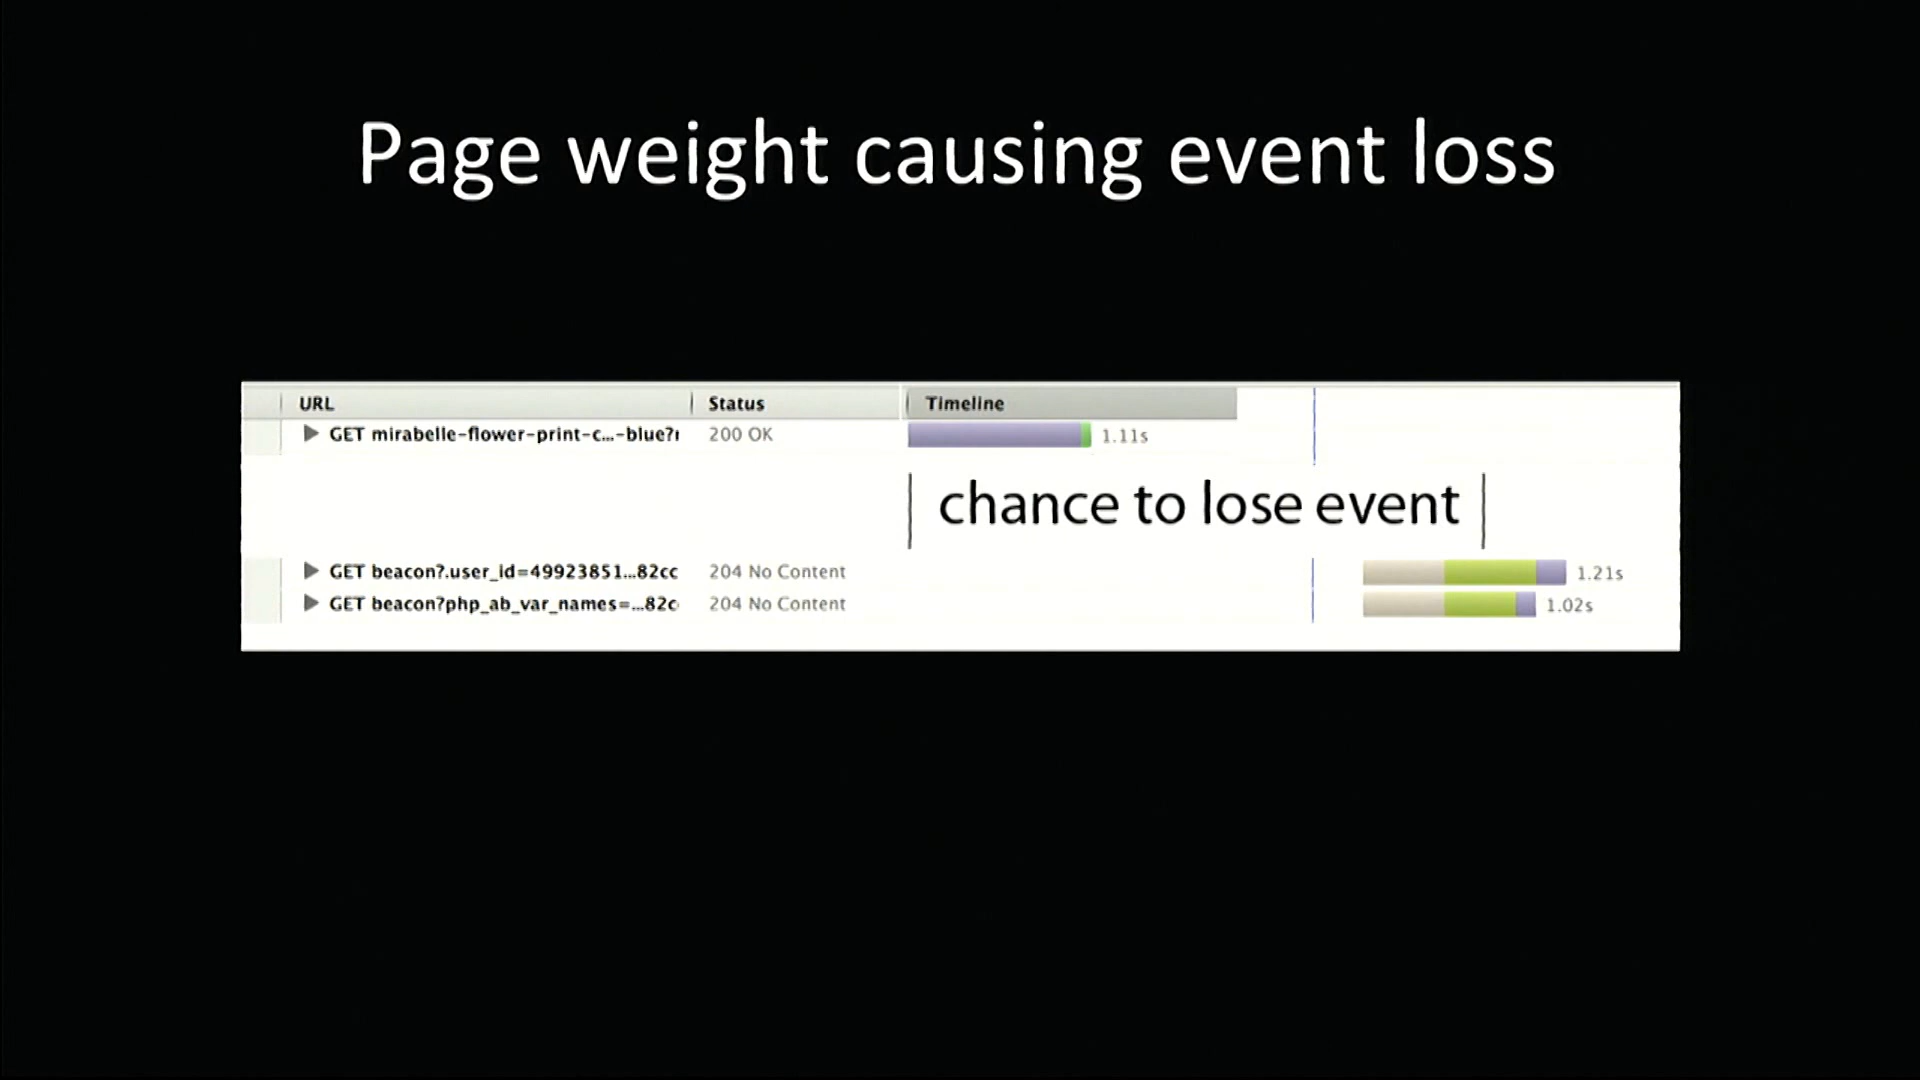 Page weight causing event loss
URL Status Timeline
GET mirabelle-flower-print-c...-blue? 200 OK 1.11s
chance to lose event
GET beacon?.user_id=49923851...82cc 204 No Content 1.21s
GET beacon?php_ab_var_names=...82c 204 No Content 1.02s